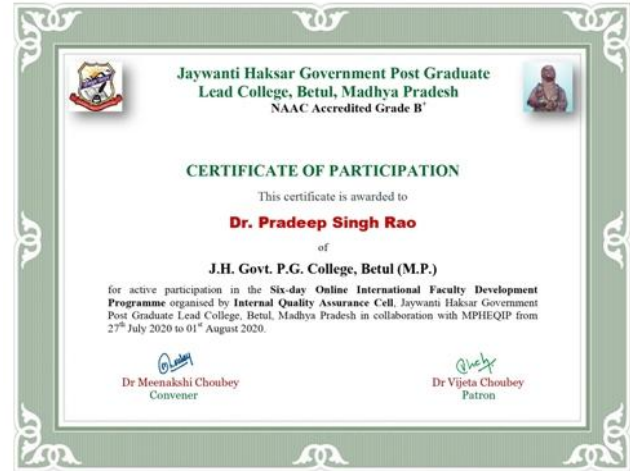 Jaywanti Haksar Government Post Graduate
Lead College, Betul, Madhya Pradesh
NAAC Accredited Grade B+
CERTIFICATE OF PARTICIPATION
This certificate is awarded to
Dr. Pradeep Singh Rao
of
J.H. Govt. P.G. College, Betul (M.P.)
for active participation in the Six-day Online International Faculty Development
Programme organised by Internal Quality Assurance Cell, Jaywanti Haksar Government
Post Graduate Lead College, Betul, Madhya Pradesh in collaboration with MPHEQIP from
27th July 2020 to 01st August 2020.
Dr Meenakshi Choubey
Convener
Dr Vijeta Choubey
Patron